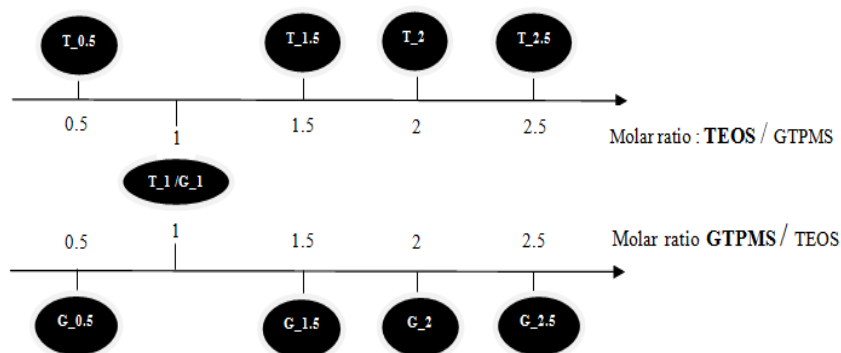 T_0.5 T_1.5 T_2 T_2.5
0.5 1 1.5 2 2.5
Molar ratio : TEOS / GTPMS
T_1 /G_1
0.5 1 1.5 2 2.5
Molar ratio GTPMS / TEOS
G_0.5 G_1.5 G_2 G_2.5